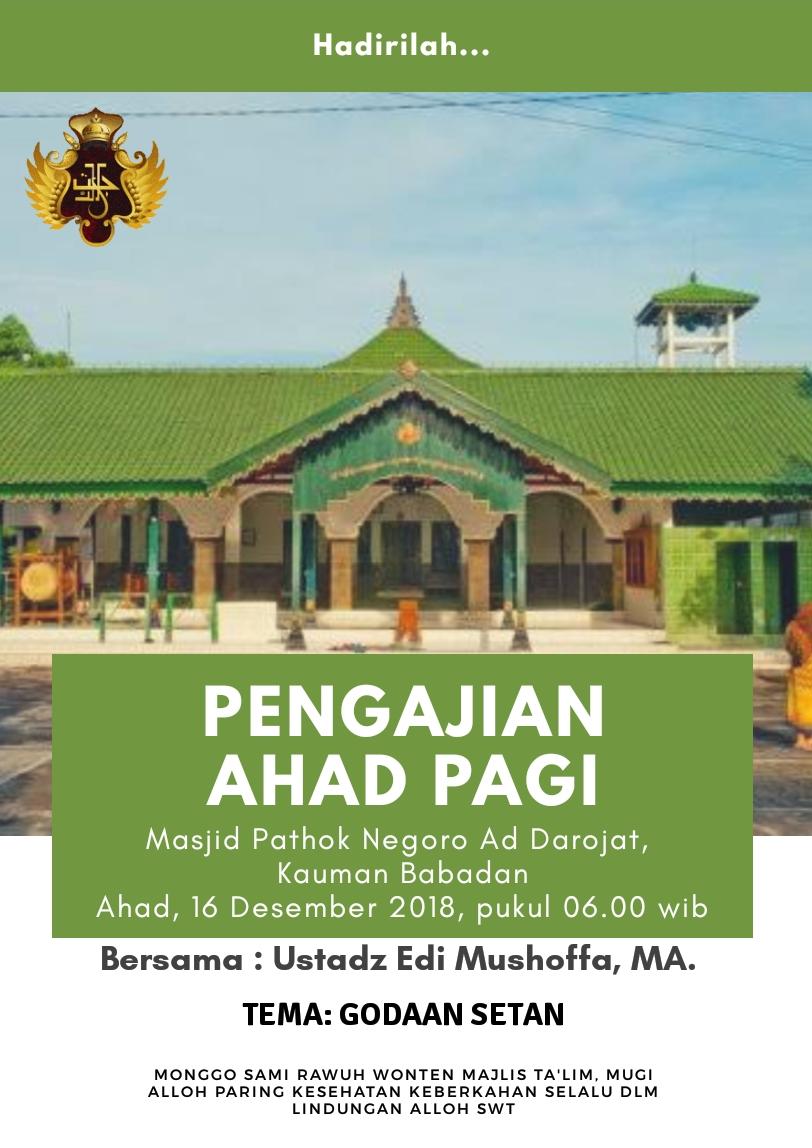 Hadirilah...
PENGAJIAN
AHAD PAGI
Masjid Pathok Negoro Ad Darojat,
Kauman Babadan
Ahad, 16 Desember 2018, pukul 06.00 wib
Bersama : Ustadz Edi Mushoffa, MA.
TEMA: GODAAN SETAN
MONGGO SAMI RAWUH WONTEN MAJLIS TA'LIM, MUGI
ALLOH PARING KESEHATAN KEBERKAHAN SELALU DLM
LINDUNGAN ALLOH SWT